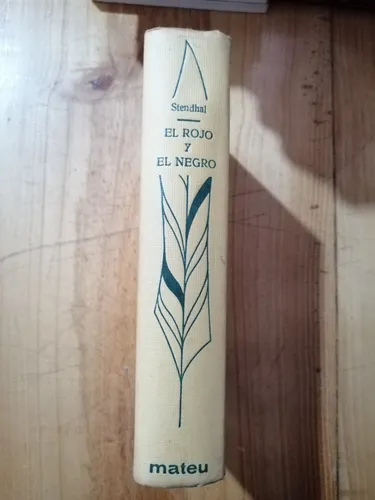 Stendhal
EL ROJO
Y
EL NEGRO
mateu